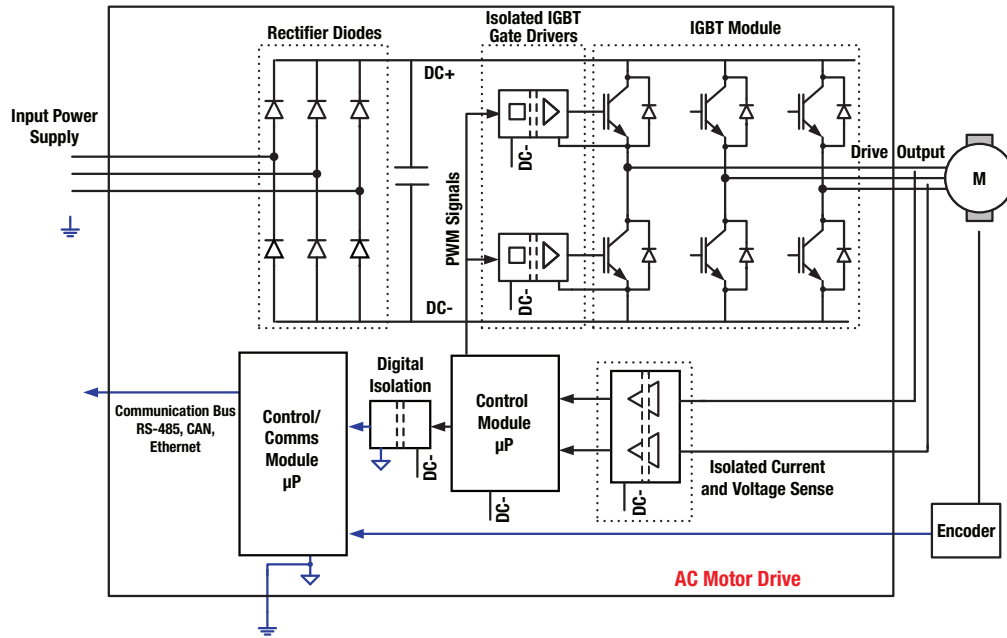 Rectifier Diodes
Isolated IGBT
Gate Drivers
IGBT Module
DC+
Input Power
Supply
DC-
Drive Output
M
PWM Signals
DC-
DC-
Digital
Isolation
Communication Bus
RS-485, CAN,
Ethernet
Control/
Comms
Module
µP
Control
Module
µP
DC-
DC-
DC-
Isolated Current
and Voltage Sense
Encoder
AC Motor Drive